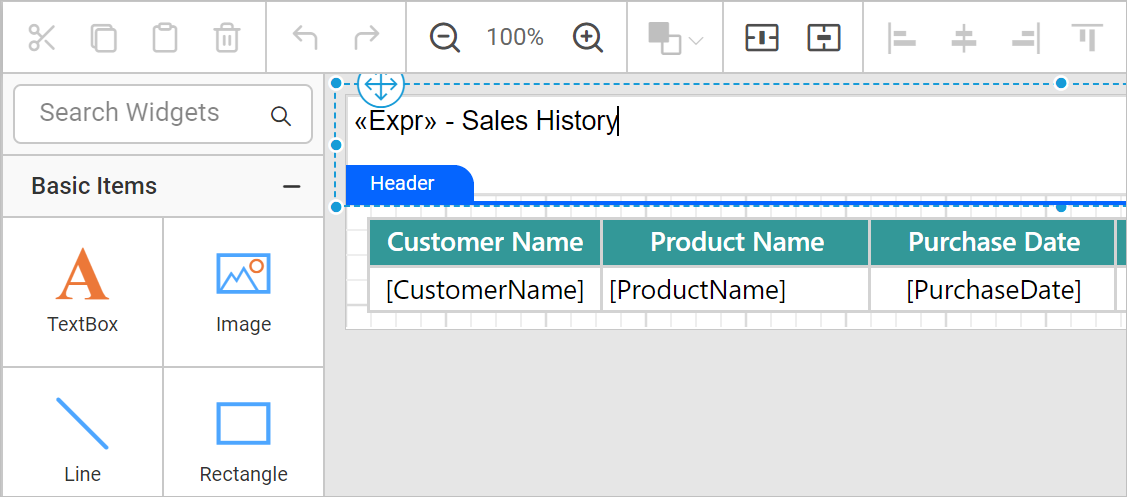 100%
Search Widgets
«Expr» - Sales History
Basic Items
Header
Customer Name Product Name Purchase Date
[CustomerName] [ProductName] [PurchaseDate]
TextBox Image
Line Rectangle